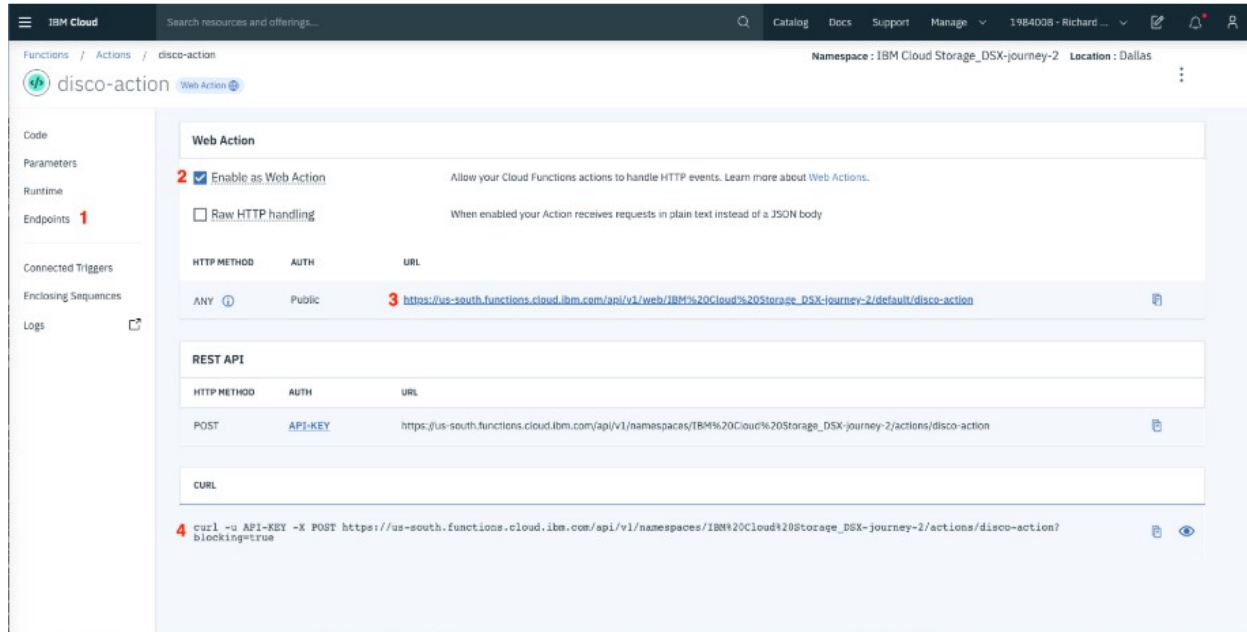 IBM Cloud
Search resources and offerings...
Catalog Docs Support Manage 1984008 - Richard ...
Functions / Actions / disco-action
Namespace : IBM Cloud Storage_DSX-journey-2 Location : Dallas
disco-action Web Action
Code
Parameters
Runtime
Endpoints 1
Connected Triggers
Enclosing Sequences
Logs
Web Action
2 Enable as Web Action Allow your Cloud Functions actions to handle HTTP events. Learn more about Web Actions.
Raw HTTP handling When enabled your Action receives requests in plain text instead of a JSON body
HTTP METHOD AUTH URL
ANY Public 3 https://us-south.functions.cloud.ibm.com/api/v1/web/IBM%20Cloud%20Storage_DSX-journey-2/default/disco-action
REST API
HTTP METHOD AUTH URL
POST API-KEY https://us-south.functions.cloud.ibm.com/api/v1/namespaces/IBM%20Cloud%20Storage_DSX-journey-2/actions/disco-action
CURL
4 curl -u API-KEY -X POST https://us-south.functions.cloud.ibm.com/api/v1/namespaces/IBM%20Cloud%20Storage_DSX-journey-2/actions/disco-action?
blocking=true